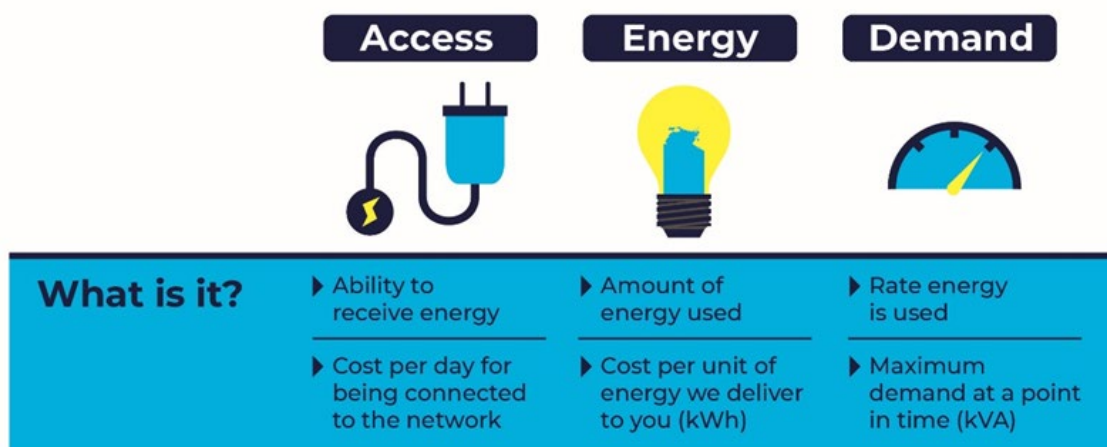 Access
Energy
Demand
What is it?
Ability to
receive energy
Amount of
energy used
Rate energy
is used
Cost per day for
being connected
to the network
Cost per unit of
energy we deliver
to you (kWh)
Maximum
demand at a point
in time (kVA)